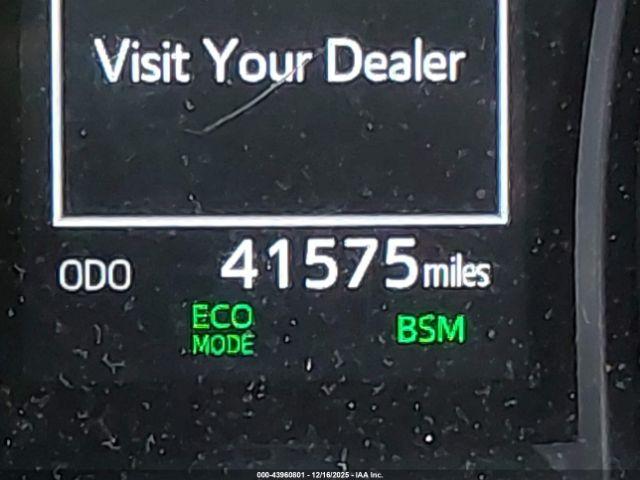 Visit Your Dealer
ODO 41575 miles
ECO BSM
MODE
000-43960801 - 12/16/2025 - IAA Inc.